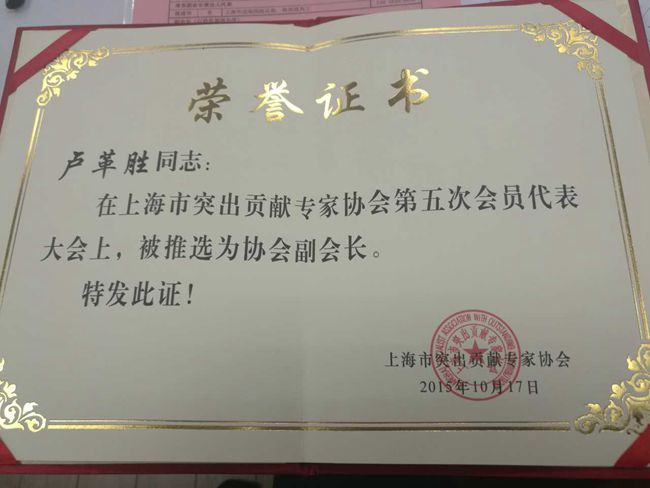 荣誉证书
卢革胜同志：
在上海市突出贡献专家协会第五次会员代表
大会上，被推选为协会副会长。
特发此证！
上海市突出贡献专家协会
2015年10月17日